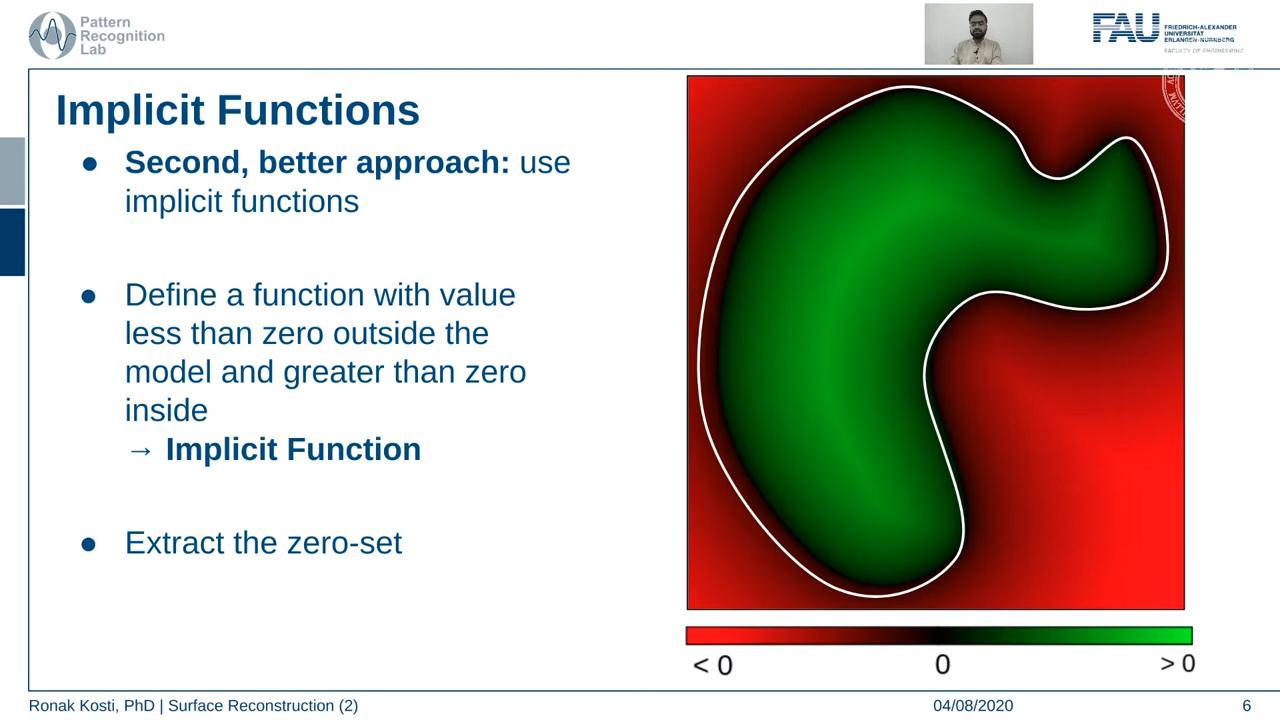 Pattern
Recognition
Lab
FAU
FRIEDRICH-ALEXANDER
UNIVERSITÄT
ERLANGEN-NÜRNBERG
FACULTY OF ENGINEERING
Implicit Functions
● Second, better approach: use
implicit functions
● Define a function with value
less than zero outside the
model and greater than zero
inside
→ Implicit Function
● Extract the zero-set
< 0 0 > 0
Ronak Kosti, PhD | Surface Reconstruction (2) 04/08/2020 6